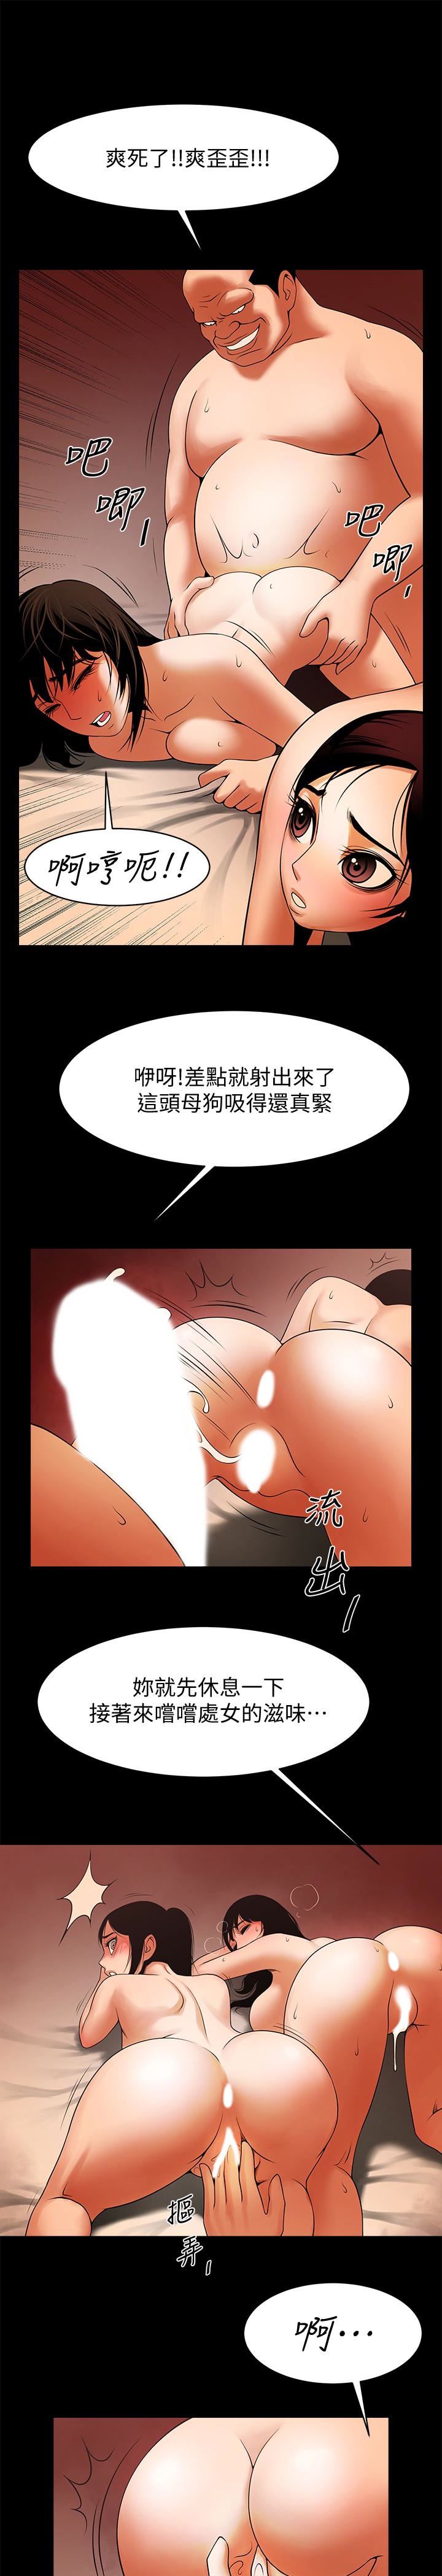 爽死了!!爽歪歪!!!
吧
唧
吧
唧
啊哼呃!!
咿呀!差點就射出來了
這頭母狗吸得還真緊
流
出
妳就先休息一下
接著來嚐嚐處女的滋味…
摳
弄
啊…